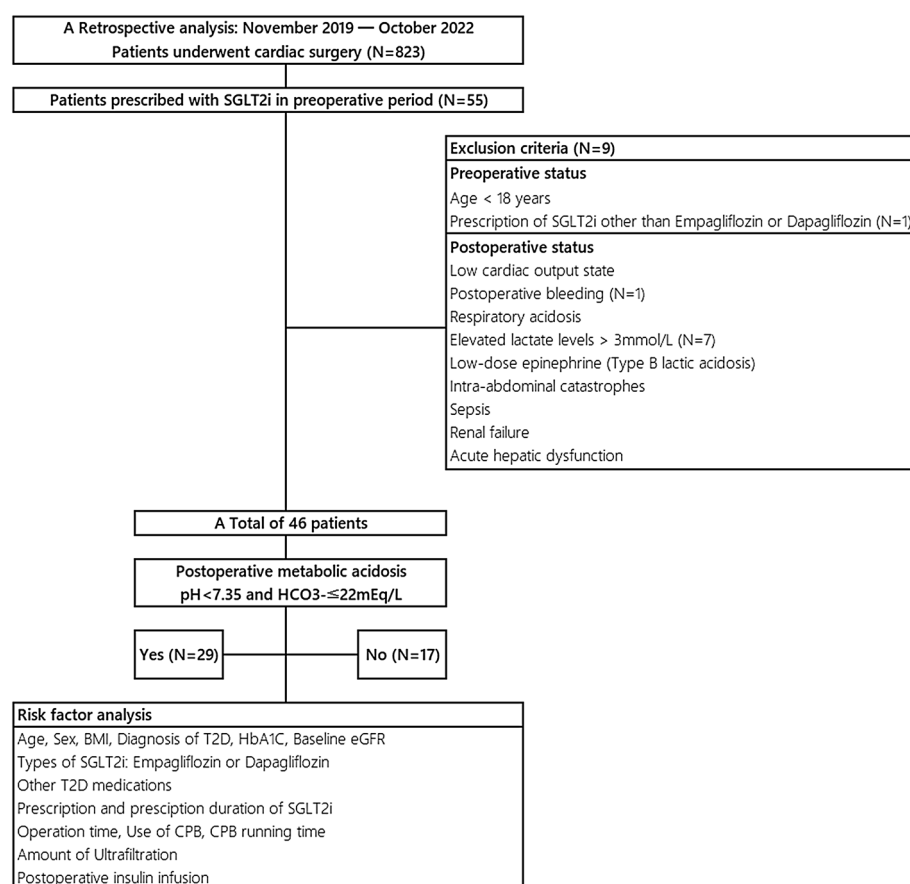 A Retrospective analysis: November 2019 — October 2022
Patients underwent cardiac surgery (N=823)
Patients prescribed with SGLT2i in preoperative period (N=55)
Exclusion criteria (N=9)
Preoperative status
Age < 18 years
Prescription of SGLT2i other than Empagliflozin or Dapagliflozin (N=1)
Postoperative status
Low cardiac output state
Postoperative bleeding (N=1)
Respiratory acidosis
Elevated lactate levels > 3mmol/L (N=7)
Low-dose epinephrine (Type B lactic acidosis)
Intra-abdominal catastrophes
Sepsis
Renal failure
Acute hepatic dysfunction
A Total of 46 patients
Postoperative metabolic acidosis
pH<7.35 and HCO3-≦22mEq/L
Yes (N=29)
No (N=17)
Risk factor analysis
Age, Sex, BMI, Diagnosis of T2D, HbA1C, Baseline eGFR
Types of SGLT2i: Empagliflozin or Dapagliflozin
Other T2D medications
Prescription and presciption duration of SGLT2i
Operation time, Use of CPB, CPB running time
Amount of Ultrafiltration
Postoperative insulin infusion